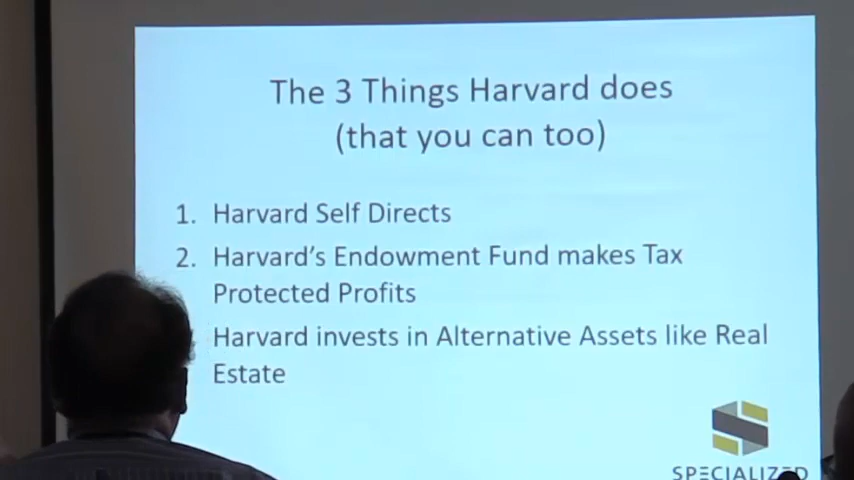 The 3 Things Harvard does
(that you can too)
1. Harvard Self Directs
2. Harvard's Endowment Fund makes Tax
Protected Profits
Harvard invests in Alternative Assets like Real
Estate
SPECIALIZED